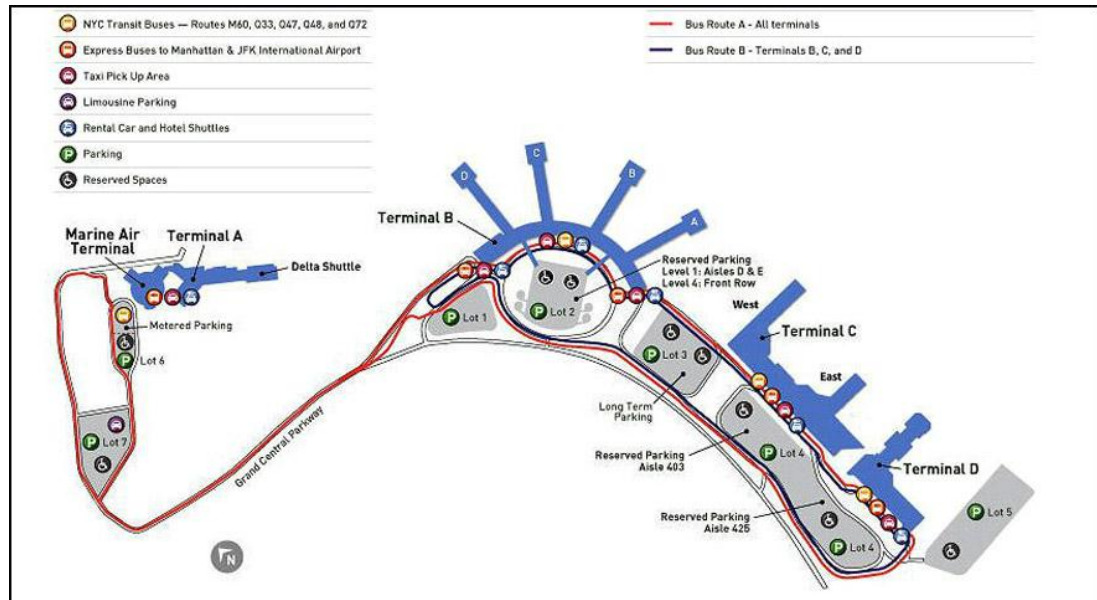 NYC Transit Buses — Routes M60, Q33, Q47, Q48, and Q72
Express Buses to Manhattan & JFK International Airport
Taxi Pick Up Area
Limousine Parking
Rental Car and Hotel Shuttles
P Parking
Reserved Spaces
Bus Route A - All terminals
Bus Route B - Terminals B, C, and D
D
C
B
A
Terminal B
Marine Air
Terminal
Terminal A
Delta Shuttle
Metered Parking
P Lot 6
P Lot 7
Grand Central Parkway
N
P Lot 1
P Lot 2
Reserved Parking
Level 1: Aisles D & E
Level 4: Front Row
P Lot 3
Long Term
Parking
West
Terminal C
East
Reserved Parking
Aisle 403
P Lot 4
Terminal D
Reserved Parking
Aisle 425
P Lot 4
P Lot 5